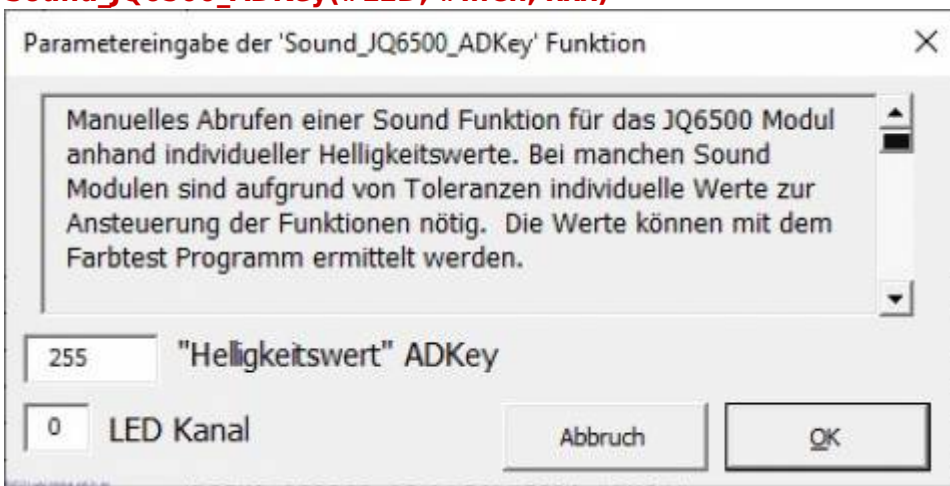 Parametereingabe der 'Sound_JQ6500_ADKey' Funktion
Manuelles Abrufen einer Sound Funktion für das JQ6500 Modul
anhand individueller Helligkeitswerte. Bei manchen Sound
Modulen sind aufgrund von Toleranzen individuelle Werte zur
Ansteuerung der Funktionen nötig.  Die Werte können mit dem
Farbtest Programm ermittelt werden.
255 "Helligkeitswert" ADKey
0 LED Kanal
Abbruch OK